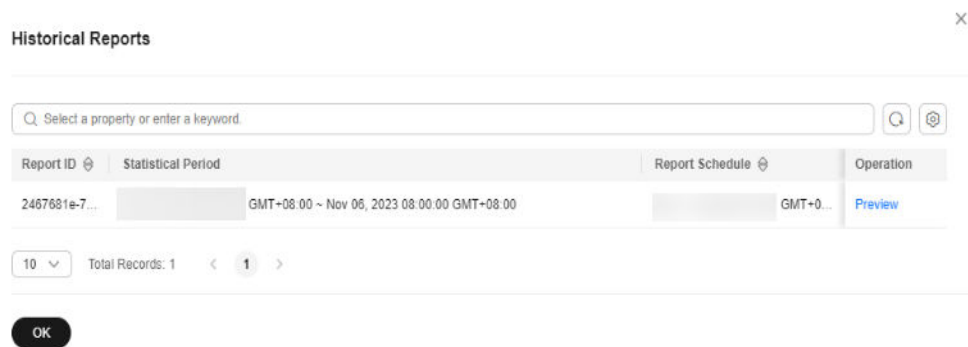 Historical Reports
Select a property or enter a keyword.
Report ID Statistical Period Report Schedule Operation
2467681e-7... GMT+08:00 ~ Nov 06, 2023 08:00:00 GMT+08:00 GMT+0... Preview
10 Total Records: 1 < 1 >
OK